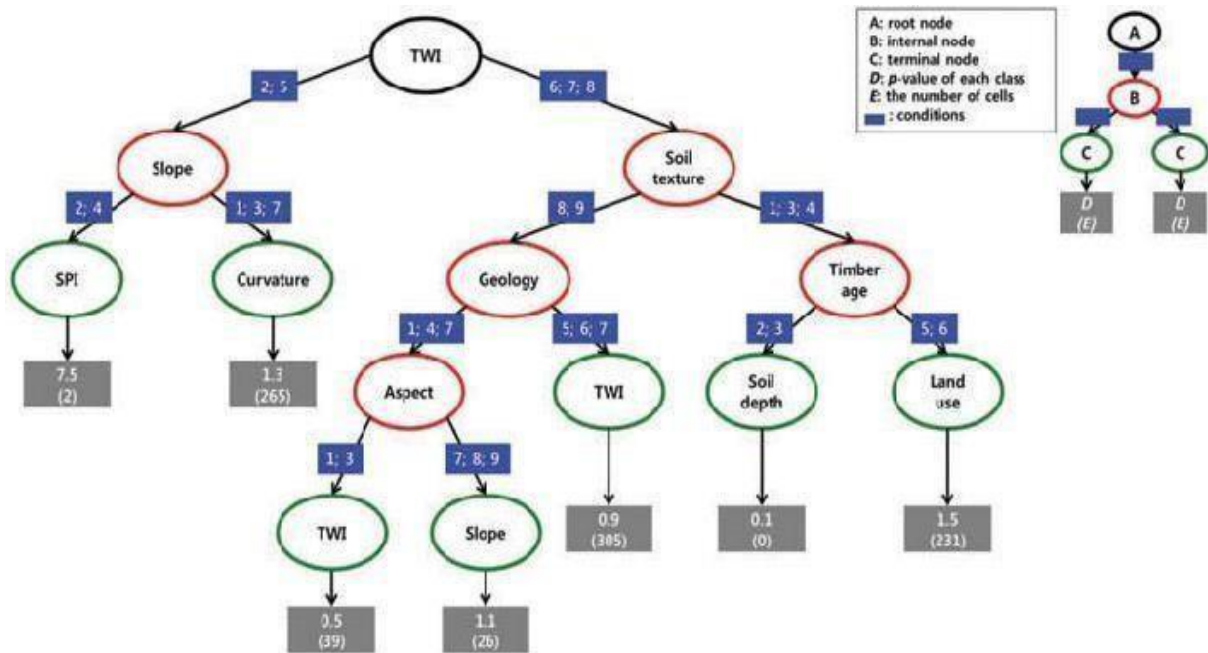 TWI
A: root node
B: internal node
C: terminal node
D: p-value of each class
E: the number of cells
: conditions
A
B
C
C
D
(E)
D
(E)
2; 5
6; 7; 8
Slope
Soil
texture
2; 4
1; 3; 7
8; 9
1; 3; 4
SPI
Curvature
Geology
Timber
age
1; 4; 7
5; 6; 7
2; 3
5; 6
7.5
(2)
1.3
(265)
Aspect
TWI
Soil
depth
Land
use
1; 3
7; 8; 9
TWI
Slope
0.9
(305)
0.1
(0)
1.5
(231)
0.5
(39)
1.1
(26)